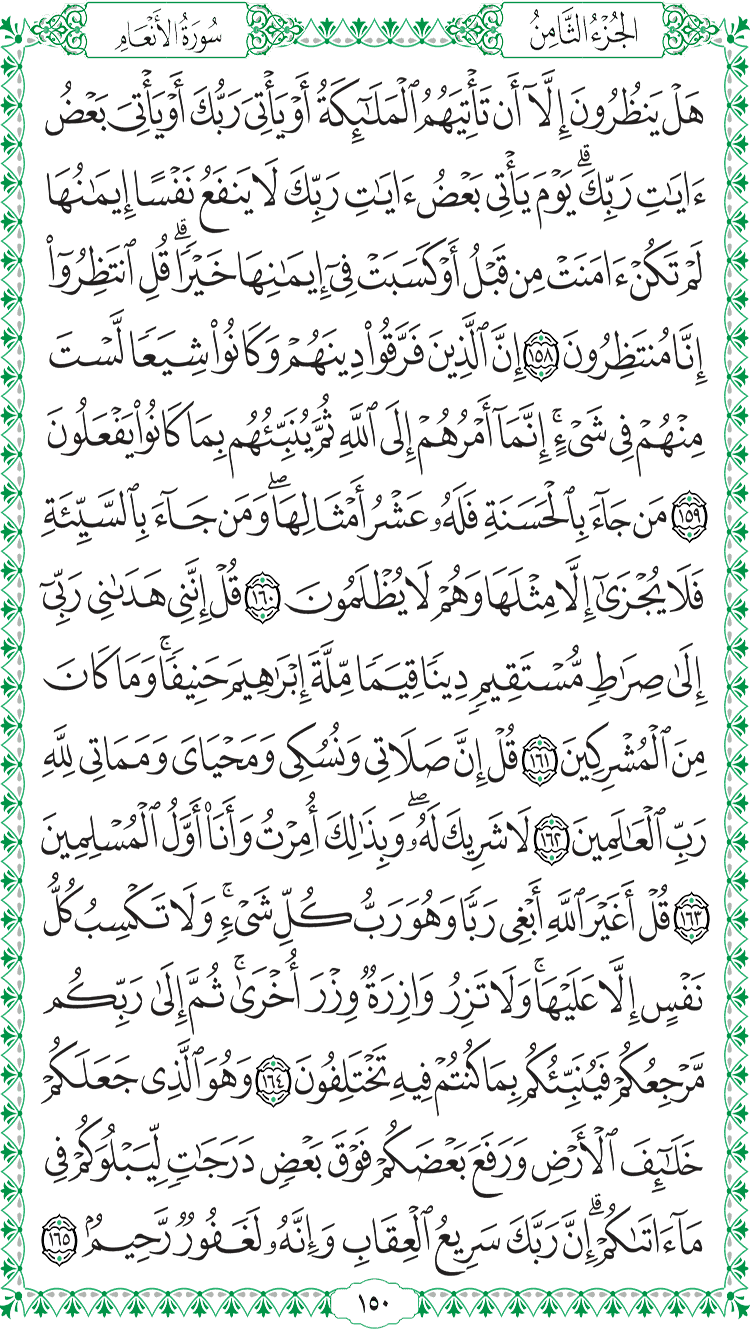 الجُزْءُ الثَّامِنُ
سُورَةُ الأَنْعَامِ
هَلۡ يَنظُرُونَ إِلَّآ أَن تَأۡتِيَهُمُ ٱلۡمَلَٰٓئِكَةُ أَوۡ يَأۡتِيَ رَبُّكَ أَوۡ يَأۡتِيَ بَعۡضُ
ءَايَٰتِ رَبِّكَۗ يَوۡمَ يَأۡتِي بَعۡضُ ءَايَٰتِ رَبِّكَ لَا يَنفَعُ نَفۡسًا إِيمَٰنُهَا
لَمۡ تَكُنۡ ءَامَنَتۡ مِن قَبۡلُ أَوۡ كَسَبَتۡ فِيٓ إِيمَٰنِهَا خَيۡرٗاۗ قُلِ ٱنتَظِرُوٓاْ
إِنَّا مُنتَظِرُونَ ١٥٨ إِنَّ ٱلَّذِينَ فَرَّقُواْ دِينَهُمۡ وَكَانُواْ شِيَعٗا لَّسۡتَ
مِنۡهُمۡ فِي شَيۡءٍۚ إِنَّمَآ أَمۡرُهُمۡ إِلَى ٱللَّهِ ثُمَّ يُنَبِّئُهُم بِمَا كَانُواْ يَفۡعَلُونَ
١٥٩ مَن جَآءَ بِٱلۡحَسَنَةِ فَلَهُۥ عَشۡرُ أَمۡثَالِهَاۖ وَمَن جَآءَ بِٱلسَّيِّئَةِ
فَلَا يُجۡزَىٰٓ إِلَّا مِثۡلَهَا وَهُمۡ لَا يُظۡلَمُونَ ١٦٠ قُلۡ إِنَّنِي هَدَىٰنِي رَبِّيٓ
إِلَىٰ صِرَٰطٖ مُّسۡتَقِيمٖ دِينٗا قِيَمٗا مِّلَّةَ إِبۡرَٰهِيمَ حَنِيفٗاۚ وَمَا كَانَ
مِنَ ٱلۡمُشۡرِكِينَ ١٦١ قُلۡ إِنَّ صَلَاتِي وَنُسُكِي وَمَحۡيَايَ وَمَمَاتِي لِلَّهِ
رَبِّ ٱلۡعَٰلَمِينَ ١٦٢ لَا شَرِيكَ لَهُۥۖ وَبِذَٰلِكَ أُمِرۡتُ وَأَنَا۠ أَوَّلُ ٱلۡمُسۡلِمِينَ
١٦٣ قُلۡ أَغَيۡرَ ٱللَّهِ أَبۡغِي رَبّٗا وَهُوَ رَبُّ كُلِّ شَيۡءٖۚ وَلَا تَكۡسِبُ كُلُّ
نَفۡسٍ إِلَّا عَلَيۡهَاۚ وَلَا تَزِرُ وَازِرَةٞ وِزۡرَ أُخۡرَىٰۚ ثُمَّ إِلَىٰ رَبِّكُم
مَّرۡجِعُكُمۡ فَيُنَبِّئُكُم بِمَا كُنتُمۡ فِيهِ تَخۡتَلِفُونَ ١٦٤ وَهُوَ ٱلَّذِي جَعَلَكُمۡ
خَلَٰٓئِفَ ٱلۡأَرۡضِ وَرَفَعَ بَعۡضَكُمۡ فَوۡقَ بَعۡضٖ دَرَجَٰتٖ لِّيَبۡلُوَكُمۡ فِي
مَآ ءَاتَىٰكُمۡۗ إِنَّ رَبَّكَ سَرِيعُ ٱلۡعِقَابِ وَإِنَّهُۥ لَغَفُورٞ رَّحِيمُۢ ١٦٥
١٥٠